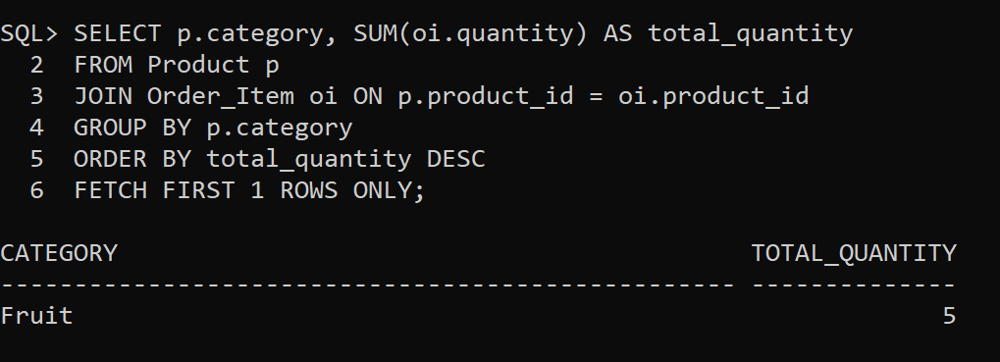 SQL> SELECT p.category, SUM(oi.quantity) AS total_quantity
  2  FROM Product p
  3  JOIN Order_Item oi ON p.product_id = oi.product_id
  4  GROUP BY p.category
  5  ORDER BY total_quantity DESC
  6  FETCH FIRST 1 ROWS ONLY;

CATEGORY                                           TOTAL_QUANTITY
-------------------------------------------------- --------------
Fruit                                                           5